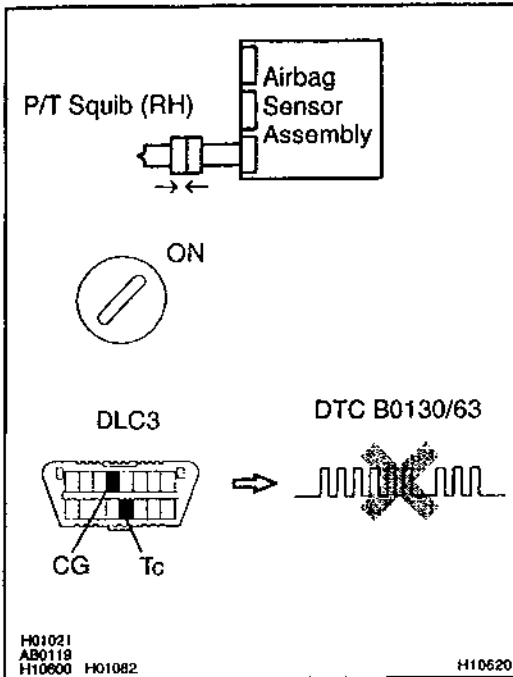 P/T Squib (RH)
Airbag
Sensor
Assembly
ON
DLC3
DTC B0130/63
CG
Tc
H01021
AB0119
H10600 H01082
H10620